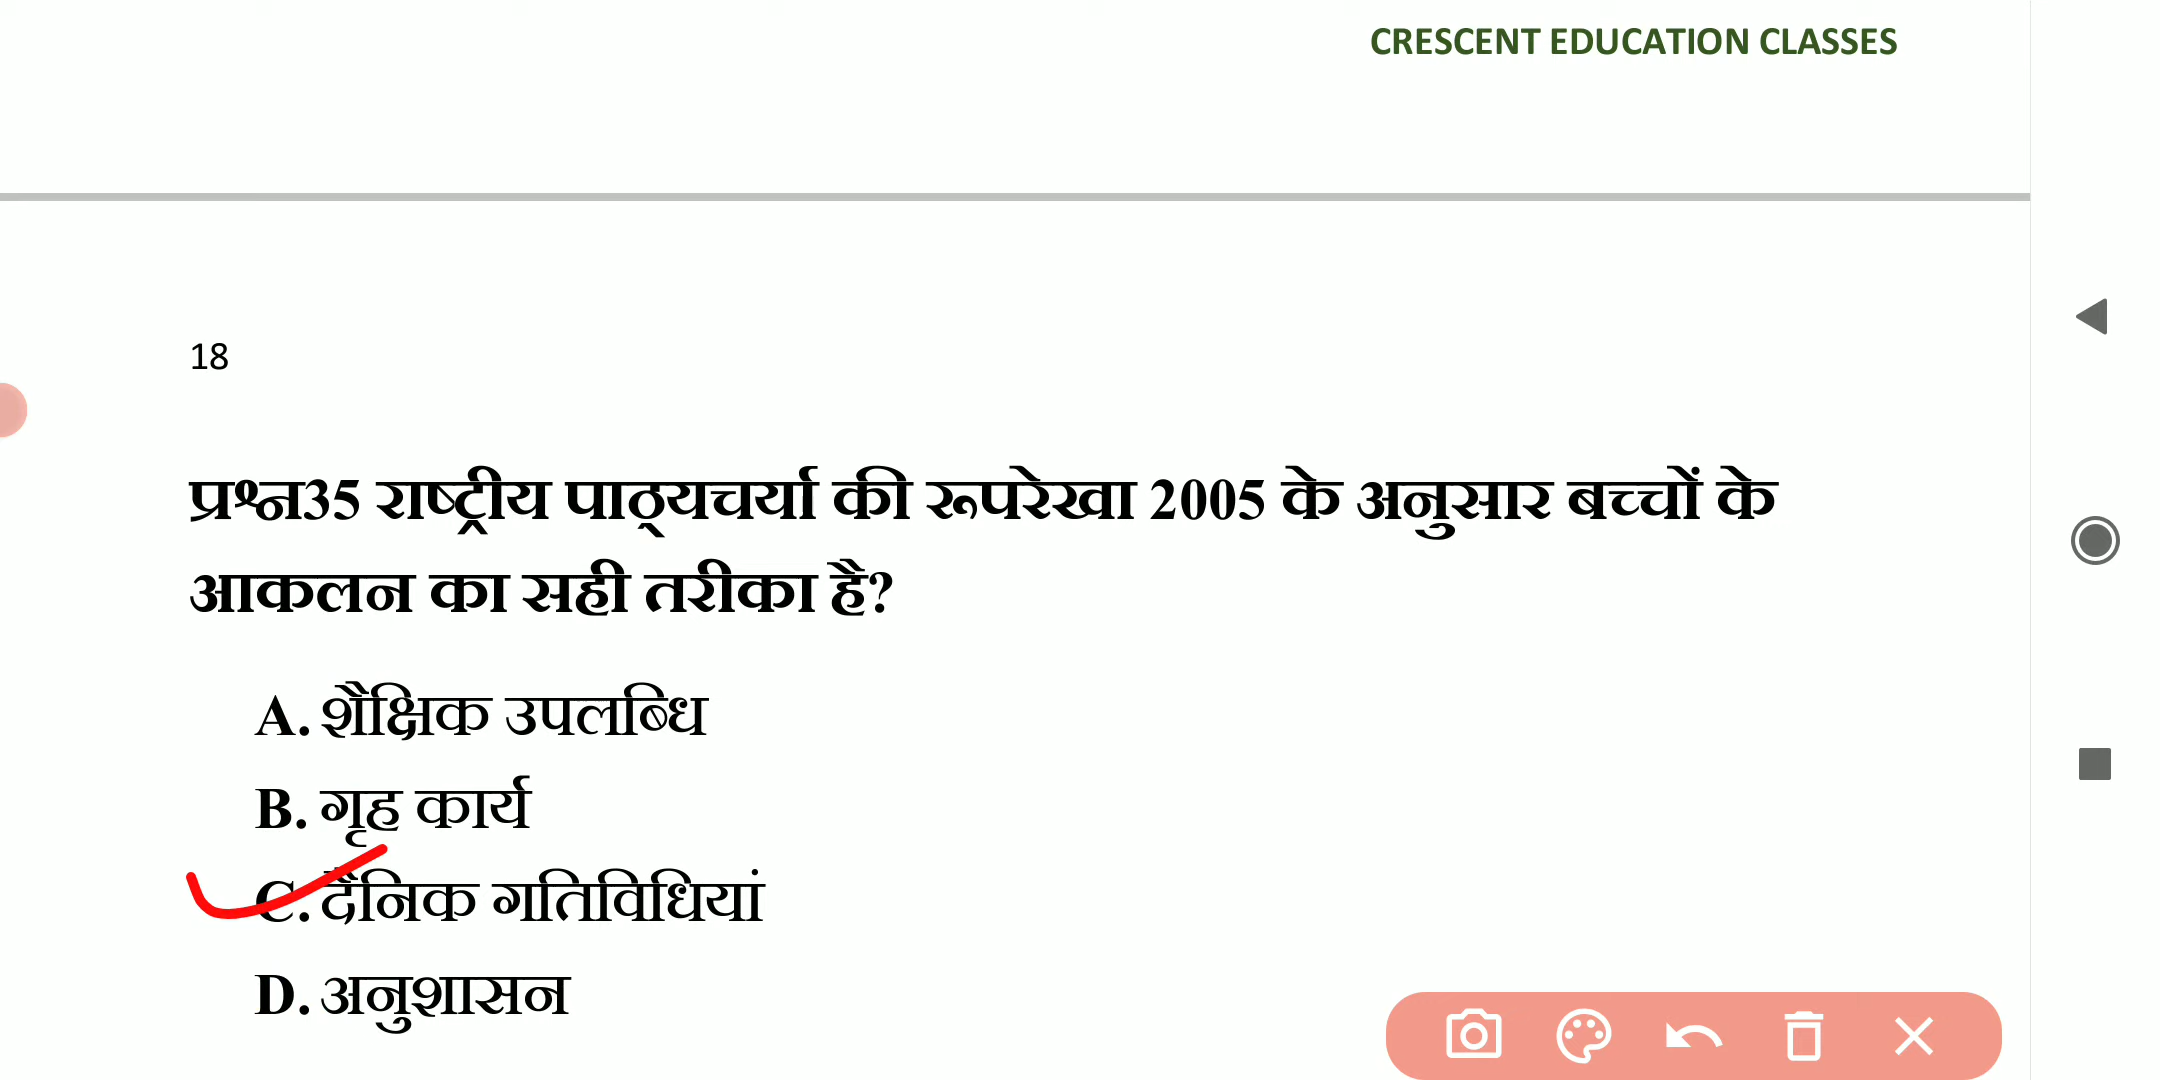 CRESCENT EDUCATION CLASSES
18
प्रश्न35 राष्ट्रीय पाठ्यचर्या की रूपरेखा 2005 के अनुसार बच्चों के
आकलन का सही तरीका है?
A. शैक्षिक उपलब्धि
B. गृह कार्य
C. दैनिक गतिविधियां
D. अनुशासन